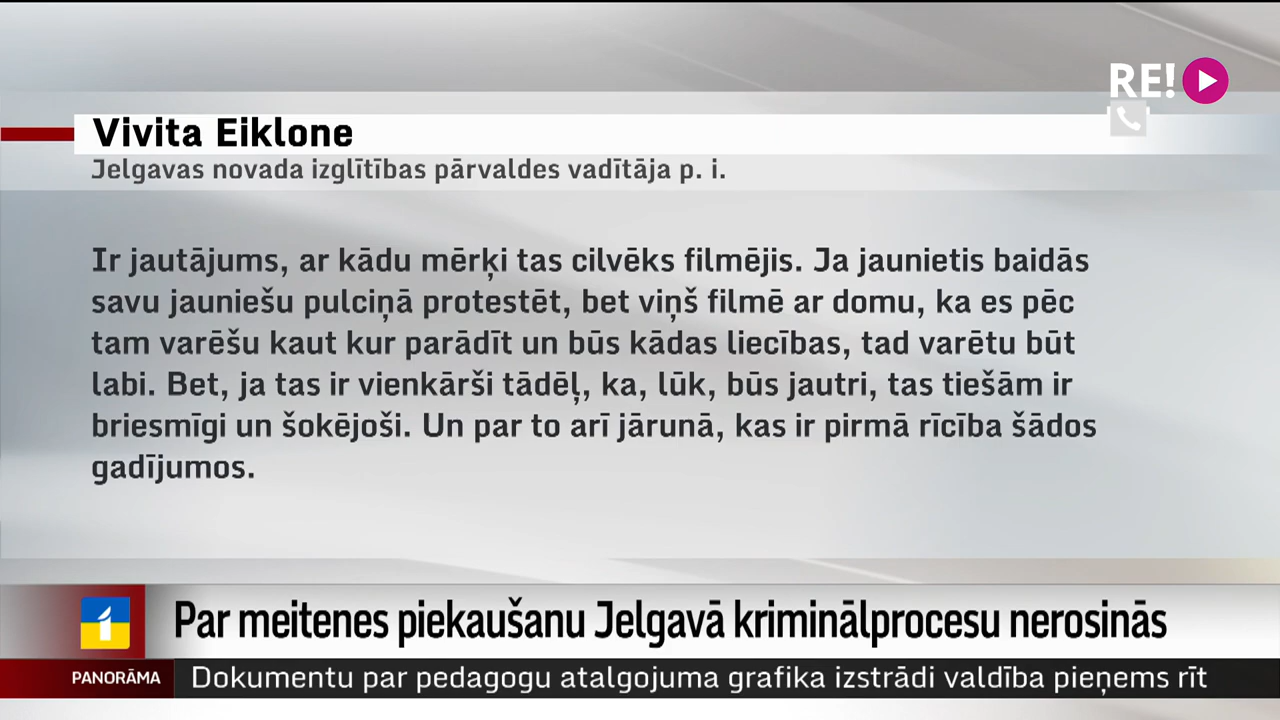 RE!
Vivita Eiklone
Jelgavas novada izglītības pārvaldes vadītāja p. i.
Ir jautājums, ar kādu mērķi tas cilvēks filmējis. Ja jaunietis baidās
savu jauniešu pulciņā protestēt, bet viņš filmē ar domu, ka es pēc
tam varēšu kaut kur parādīt un būs kādas liecības, tad varētu būt
labi. Bet, ja tas ir vienkārši tādēļ, ka, lūk, būs jautri, tas tiešām ir
briesmīgi un šokējoši. Un par to arī jārunā, kas ir pirmā rīcība šādos
gadījumos.
1 Par meitenes piekaušanu Jelgavā kriminālprocesu nerosinās
PANORĀMA Dokumentu par pedagogu atalgojuma grafika izstrādi valdība pieņems rīt